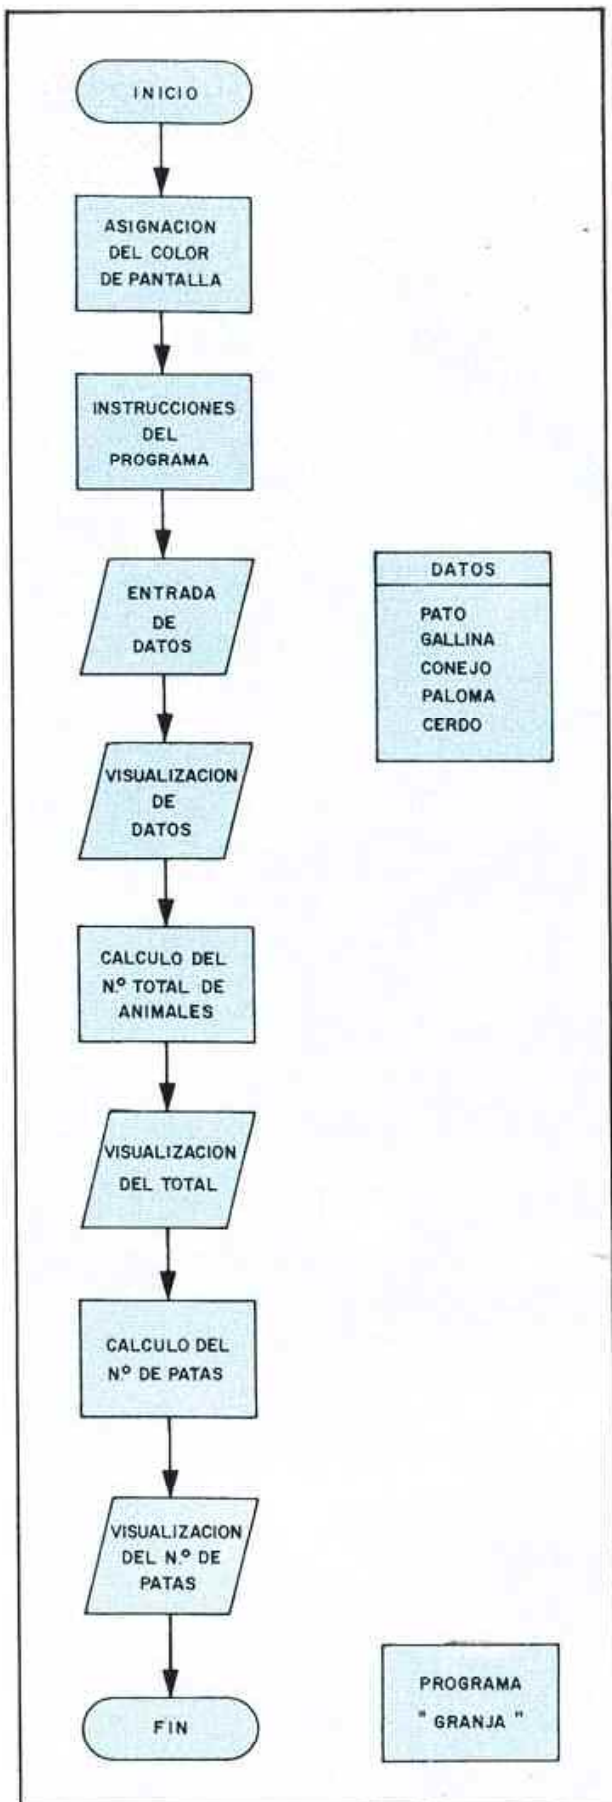 INICIO
ASIGNACION
DEL COLOR
DE PANTALLA
INSTRUCCIONES
DEL
PROGRAMA
ENTRADA
DE
DATOS
VISUALIZACION
DE
DATOS
CALCULO DEL
N.º TOTAL DE
ANIMALES
VISUALIZACION
DEL TOTAL
CALCULO DEL
N.º DE PATAS
VISUALIZACION
DEL N.º DE
PATAS
FIN
DATOS
PATO
GALLINA
CONEJO
PALOMA
CERDO
PROGRAMA
" GRANJA "